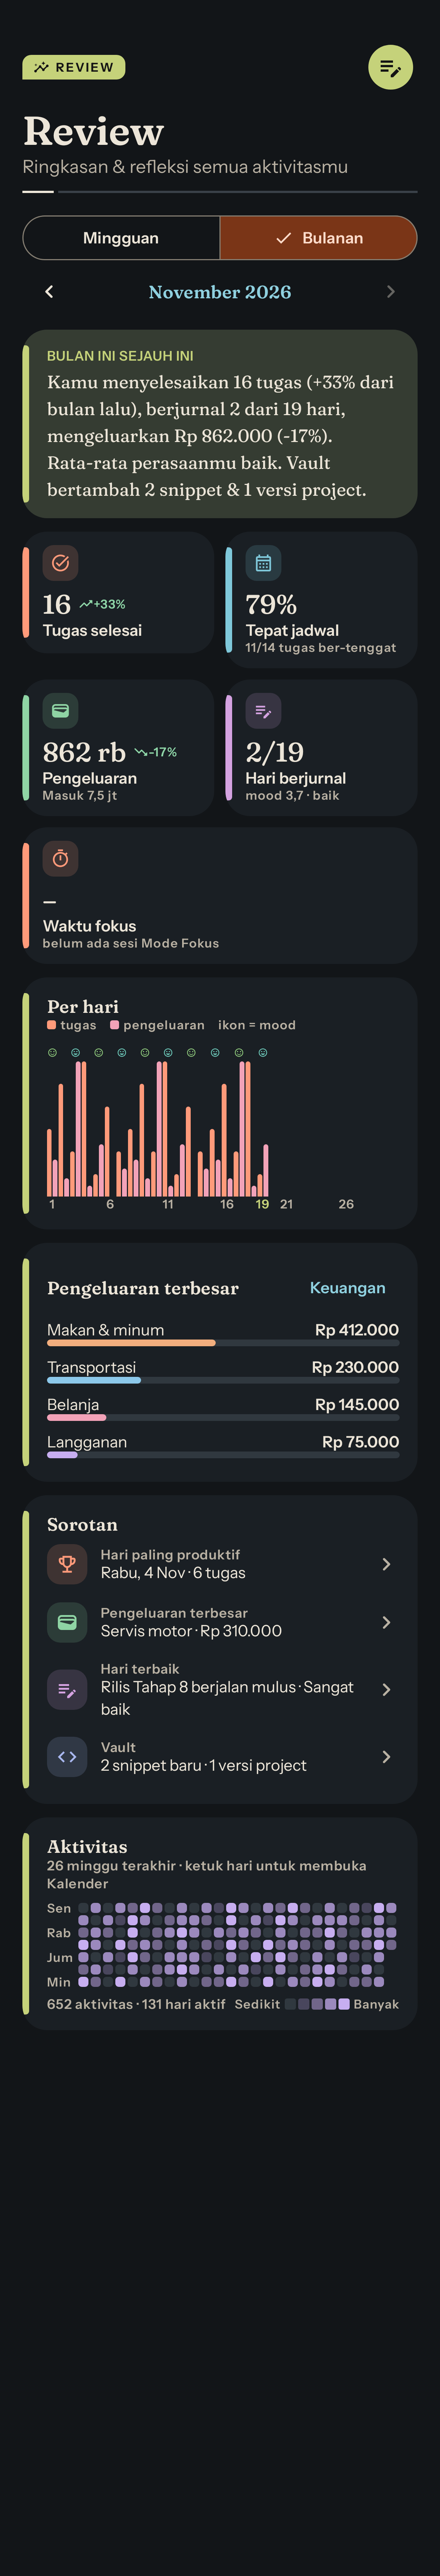 REVIEW
Review
Ringkasan & refleksi semua aktivitasmu
Mingguan
Bulanan
November 2026
BULAN INI SEJAUH INI
Kamu menyelesaikan 16 tugas (+33% dari
bulan lalu), berjurnal 2 dari 19 hari,
mengeluarkan Rp 862.000 (-17%).
Rata-rata perasaanmu baik. Vault
bertambah 2 snippet & 1 versi project.
16 +33%
Tugas selesai
79%
Tepat jadwal
11/14 tugas ber-tenggat
862 rb -17%
Pengeluaran
Masuk 7,5 jt
2/19
Hari berjurnal
mood 3,7 · baik
–
Waktu fokus
belum ada sesi Mode Fokus
Per hari
tugas pengeluaran ikon = mood
1 6 11 16 19 21 26
Pengeluaran terbesar Keuangan
Makan & minum Rp 412.000
Transportasi Rp 230.000
Belanja Rp 145.000
Langganan Rp 75.000
Sorotan
Hari paling produktif
Rabu, 4 Nov · 6 tugas
Pengeluaran terbesar
Servis motor · Rp 310.000
Hari terbaik
Rilis Tahap 8 berjalan mulus · Sangat
baik
Vault
2 snippet baru · 1 versi project
Aktivitas
26 minggu terakhir · ketuk hari untuk membuka
Kalender
Sen
Rab
Jum
Min
652 aktivitas · 131 hari aktif Sedikit Banyak